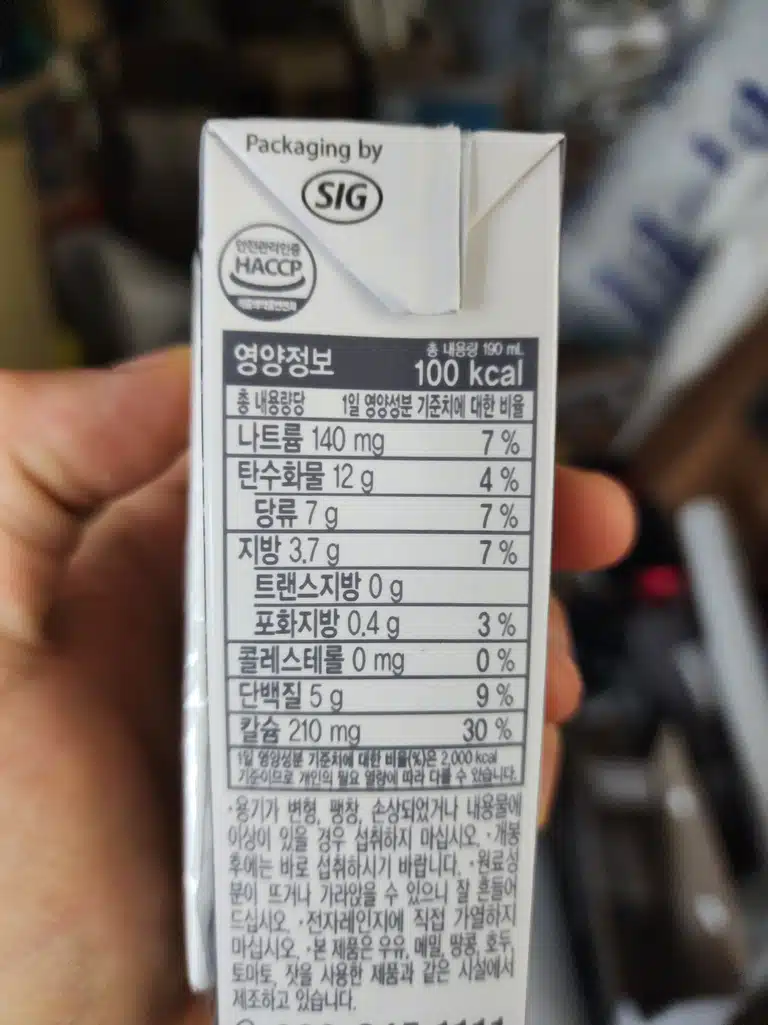 Packaging by
SIG
안전관리인증
HACCP
식품의약품안전처
영양정보
총 내용량 190 mL
100 kcal
총 내용량당 1일 영양성분 기준치에 대한 비율
나트륨 140 mg 7 %
탄수화물 12 g 4 %
당류 7 g 7 %
지방 3.7 g 7 %
트랜스지방 0 g
포화지방 0.4 g 3 %
콜레스테롤 0 mg 0 %
단백질 5 g 9 %
칼슘 210 mg 30 %
1일 영양성분 기준치에 대한 비율(%)은 2,000 kcal
기준이므로 개인의 필요 열량에 따라 다를 수 있습니다.
·용기가 변형, 팽창, 손상되었거나 내용물에
이상이 있을 경우 섭취하지 마십시오. ·개봉
후에는 바로 섭취하시기 바랍니다. ·원료성
분이 뜨거나 가라앉을 수 있으니 잘 흔들어
드십시오. ·전자레인지에 직접 가열하지
마십시오. ·본 제품은 우유, 메밀, 땅콩, 호두,
토마토, 잣을 사용한 제품과 같은 시설에서
제조하고 있습니다.